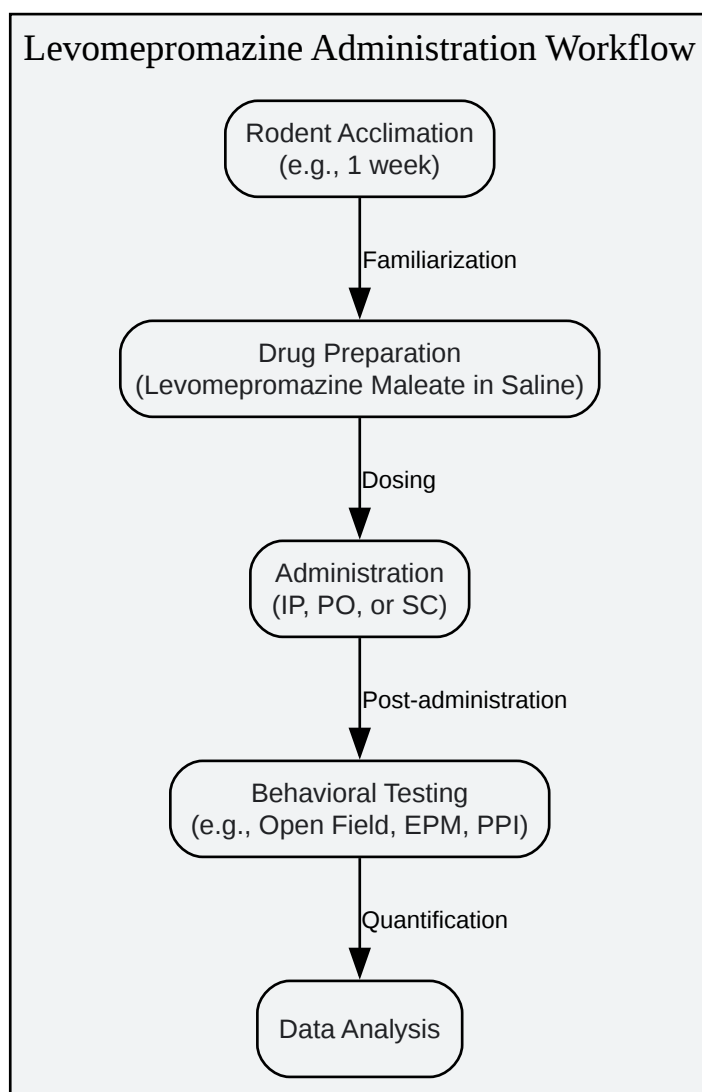 Levomepromazine Administration Workflow
Rodent Acclimation
(e.g., 1 week)
Familiarization
Drug Preparation
(Levomepromazine Maleate in Saline)
Dosing
Administration
(IP, PO, or SC)
Post-administration
Behavioral Testing
(e.g., Open Field, EPM, PPI)
Quantification
Data Analysis